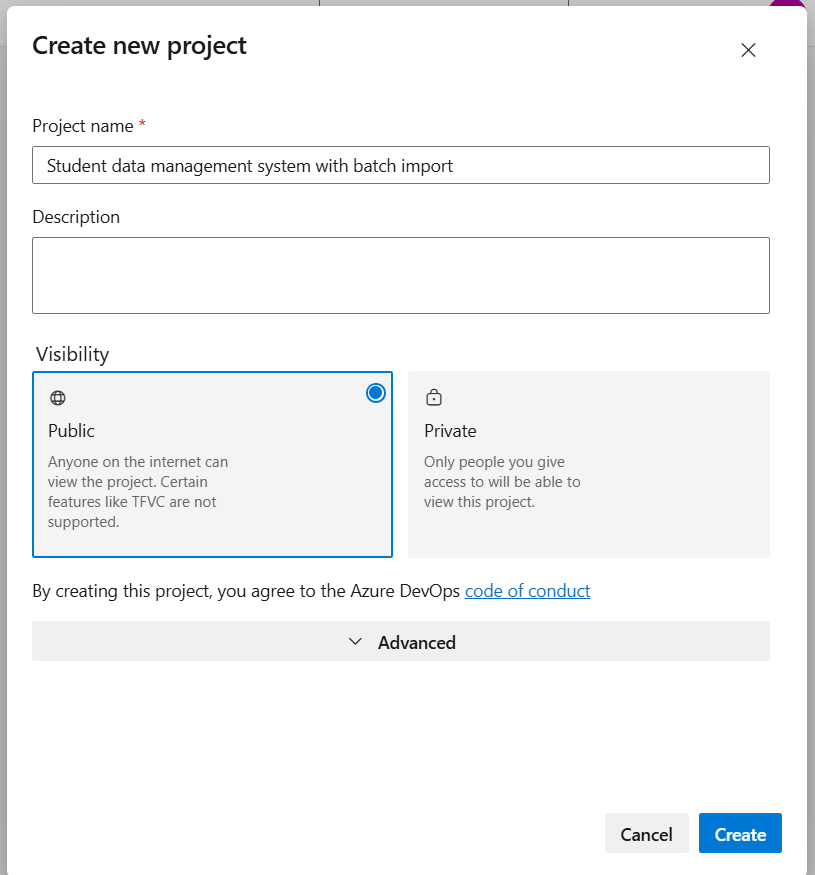 Create new project
Project name *
Student data management system with batch import
Description
Visibility
Public
Anyone on the internet can
view the project. Certain
features like TFVC are not
supported.
Private
Only people you give
access to will be able to
view this project.
By creating this project, you agree to the Azure DevOps code of conduct
Advanced
Cancel
Create